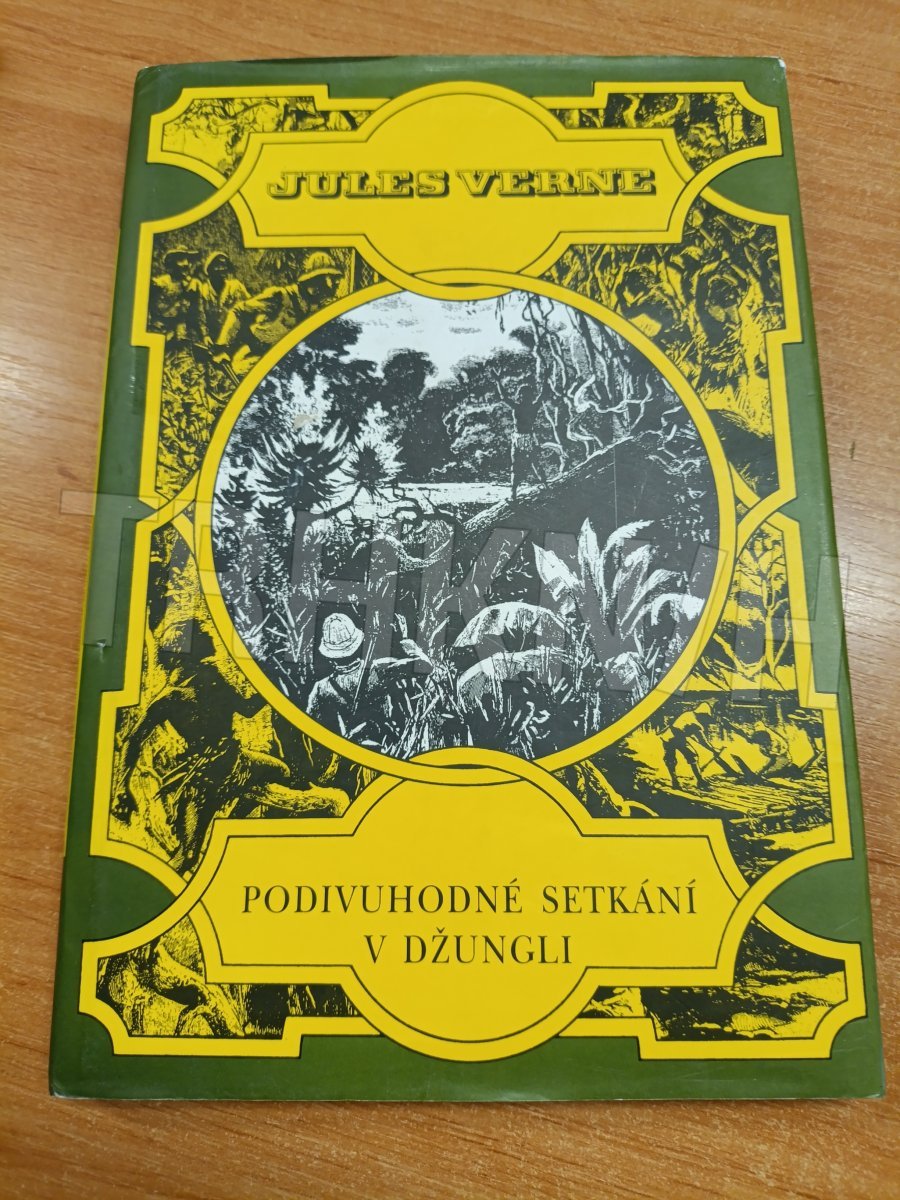 JULES VERNE
PODIVUHODNÉ SETKÁNÍ
V DŽUNGLI